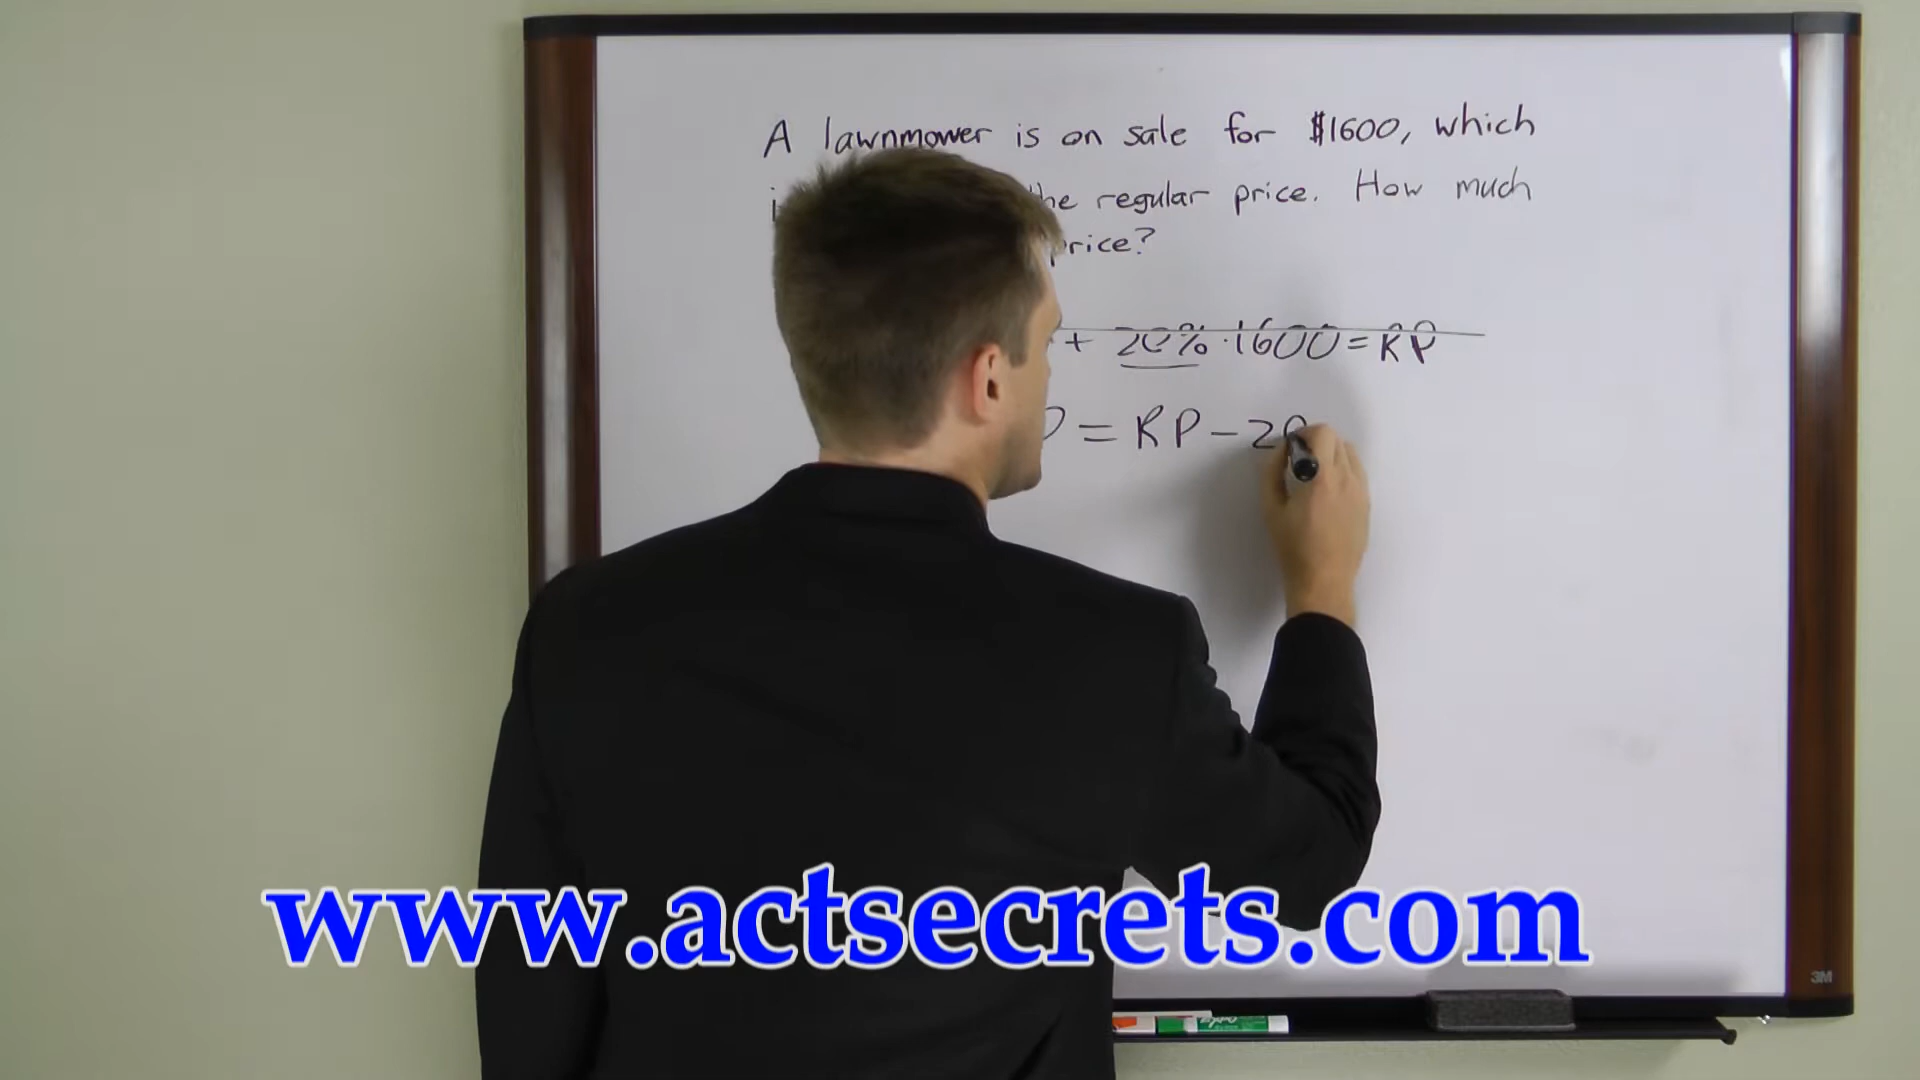 A lawnmower is on sale for $1600, which
the regular price. How much
price?
+ 20% · 1600 = RP
= RP - 20
www.actsecrets.com
3M